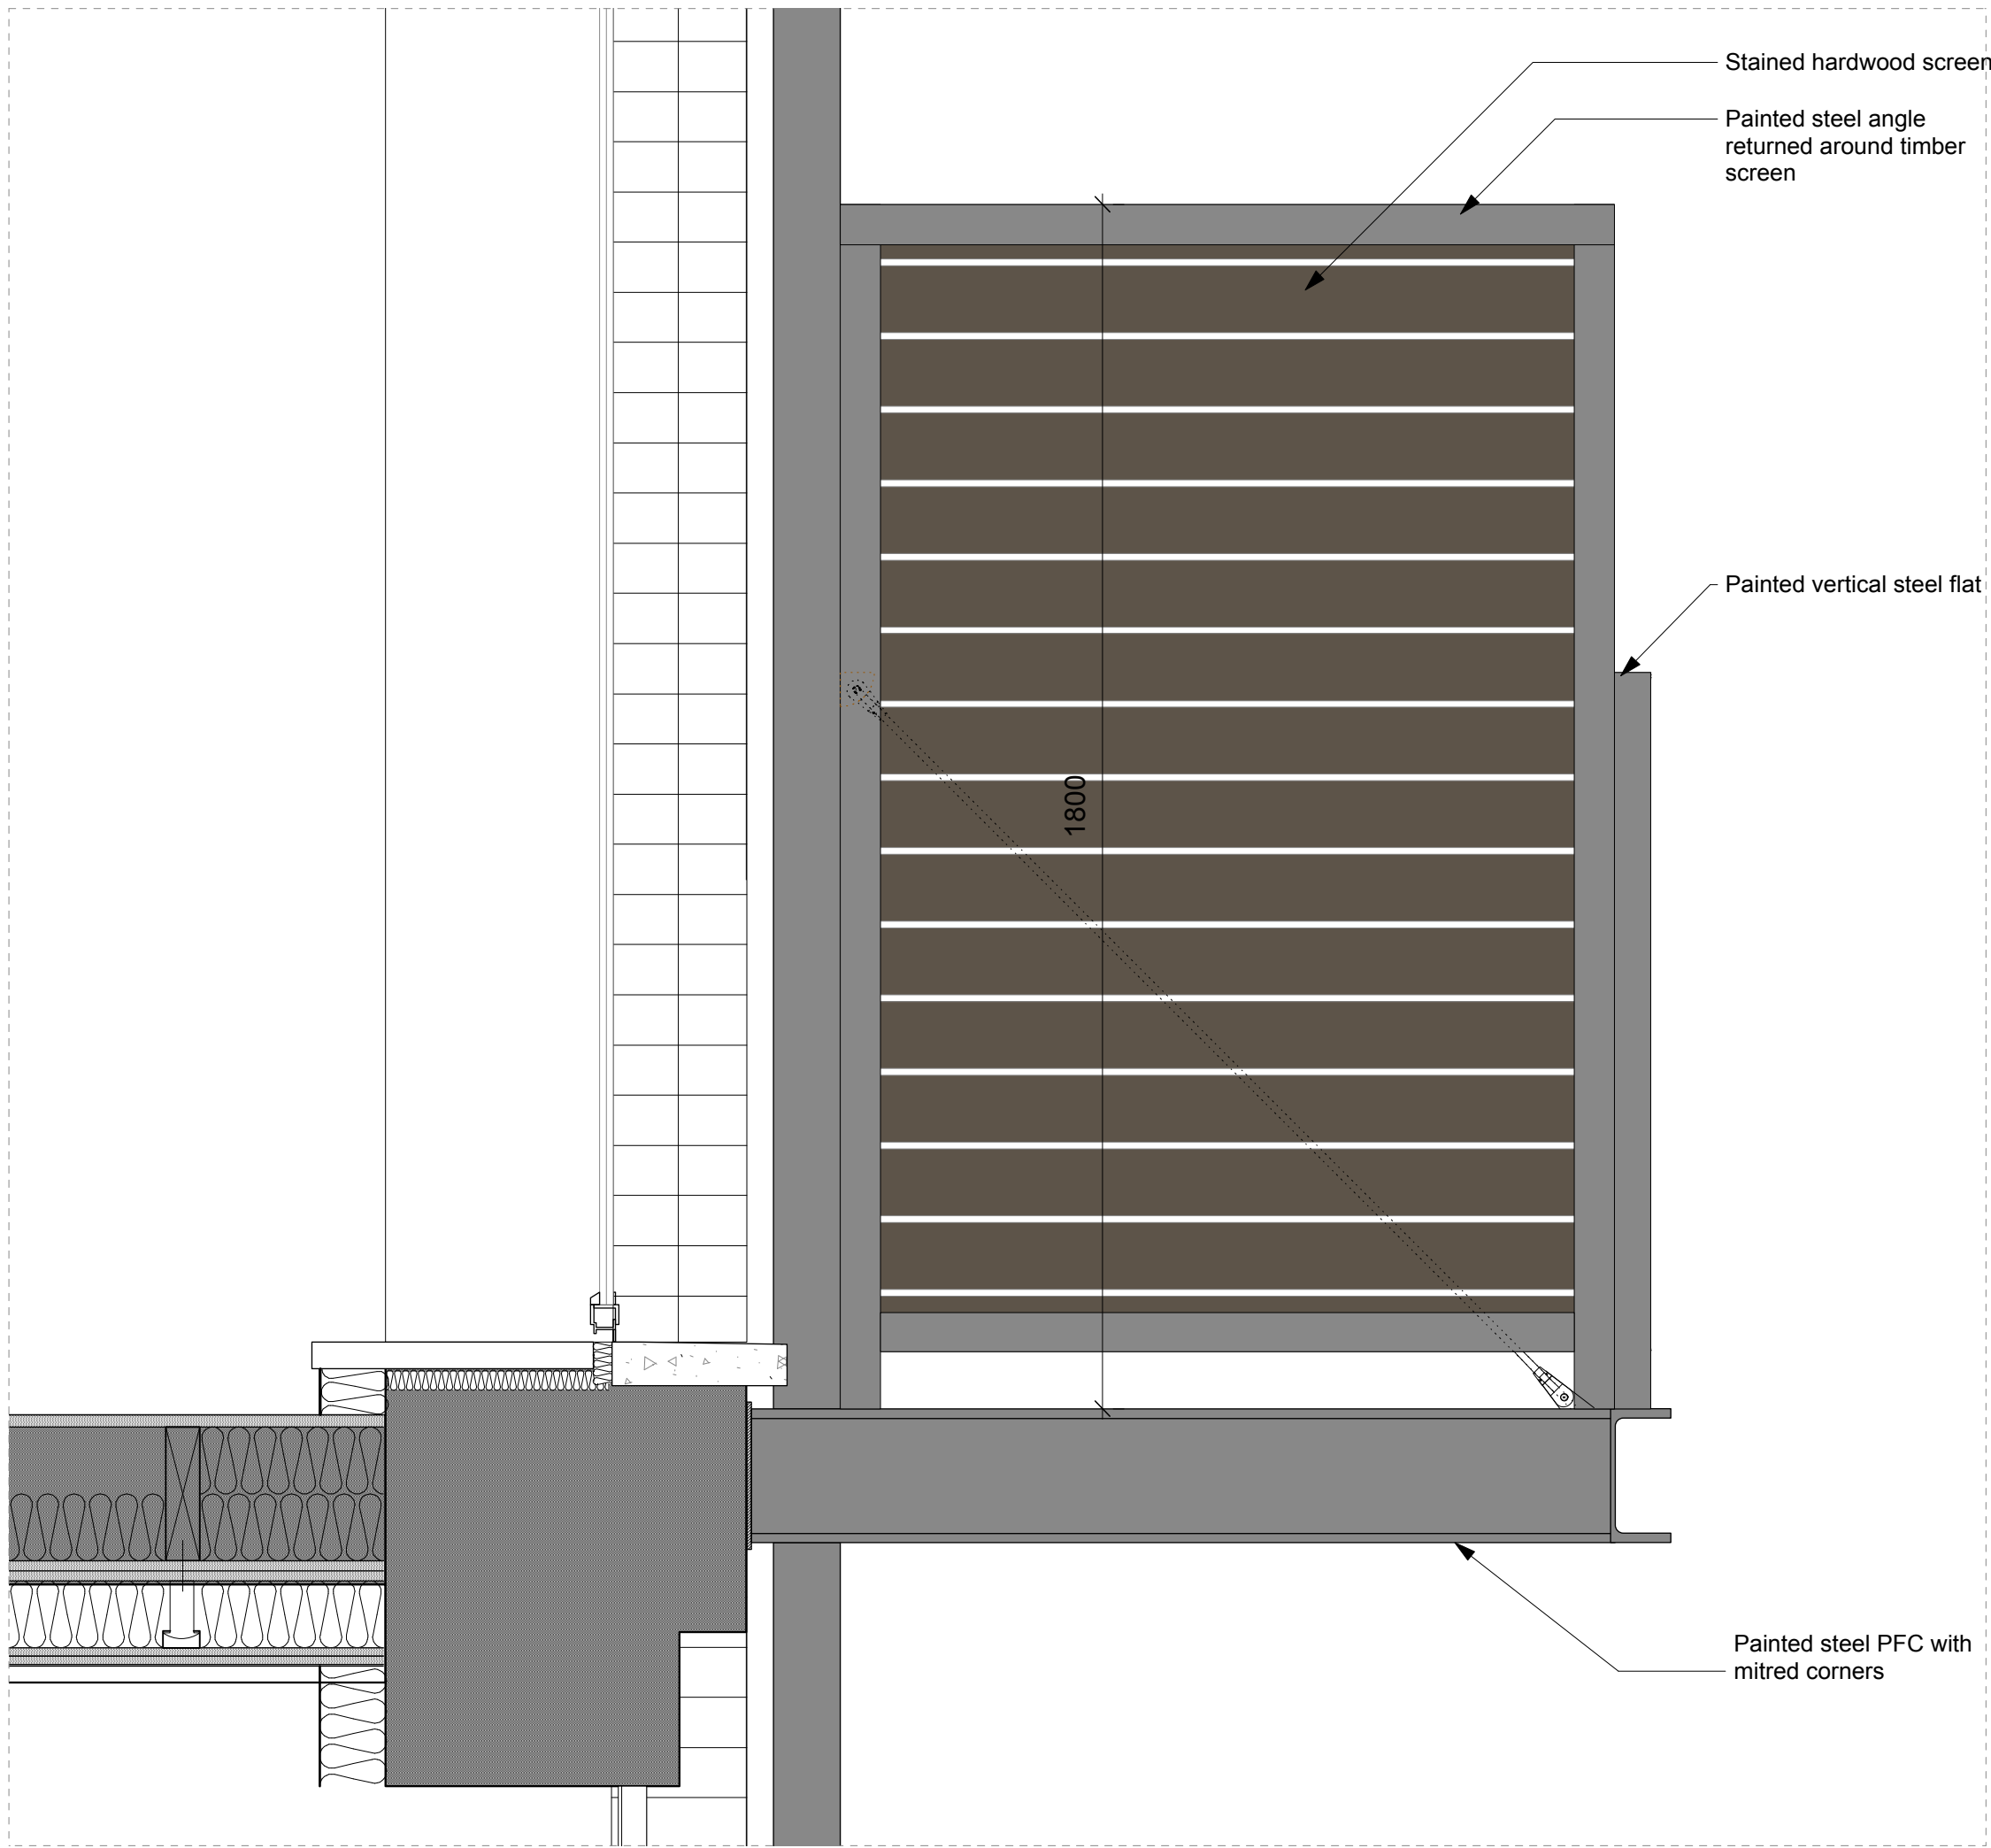 Stained hardwood screen
Painted steel angle
returned around timber
screen
Painted vertical steel flat
1800
Painted steel PFC with
mitred corners